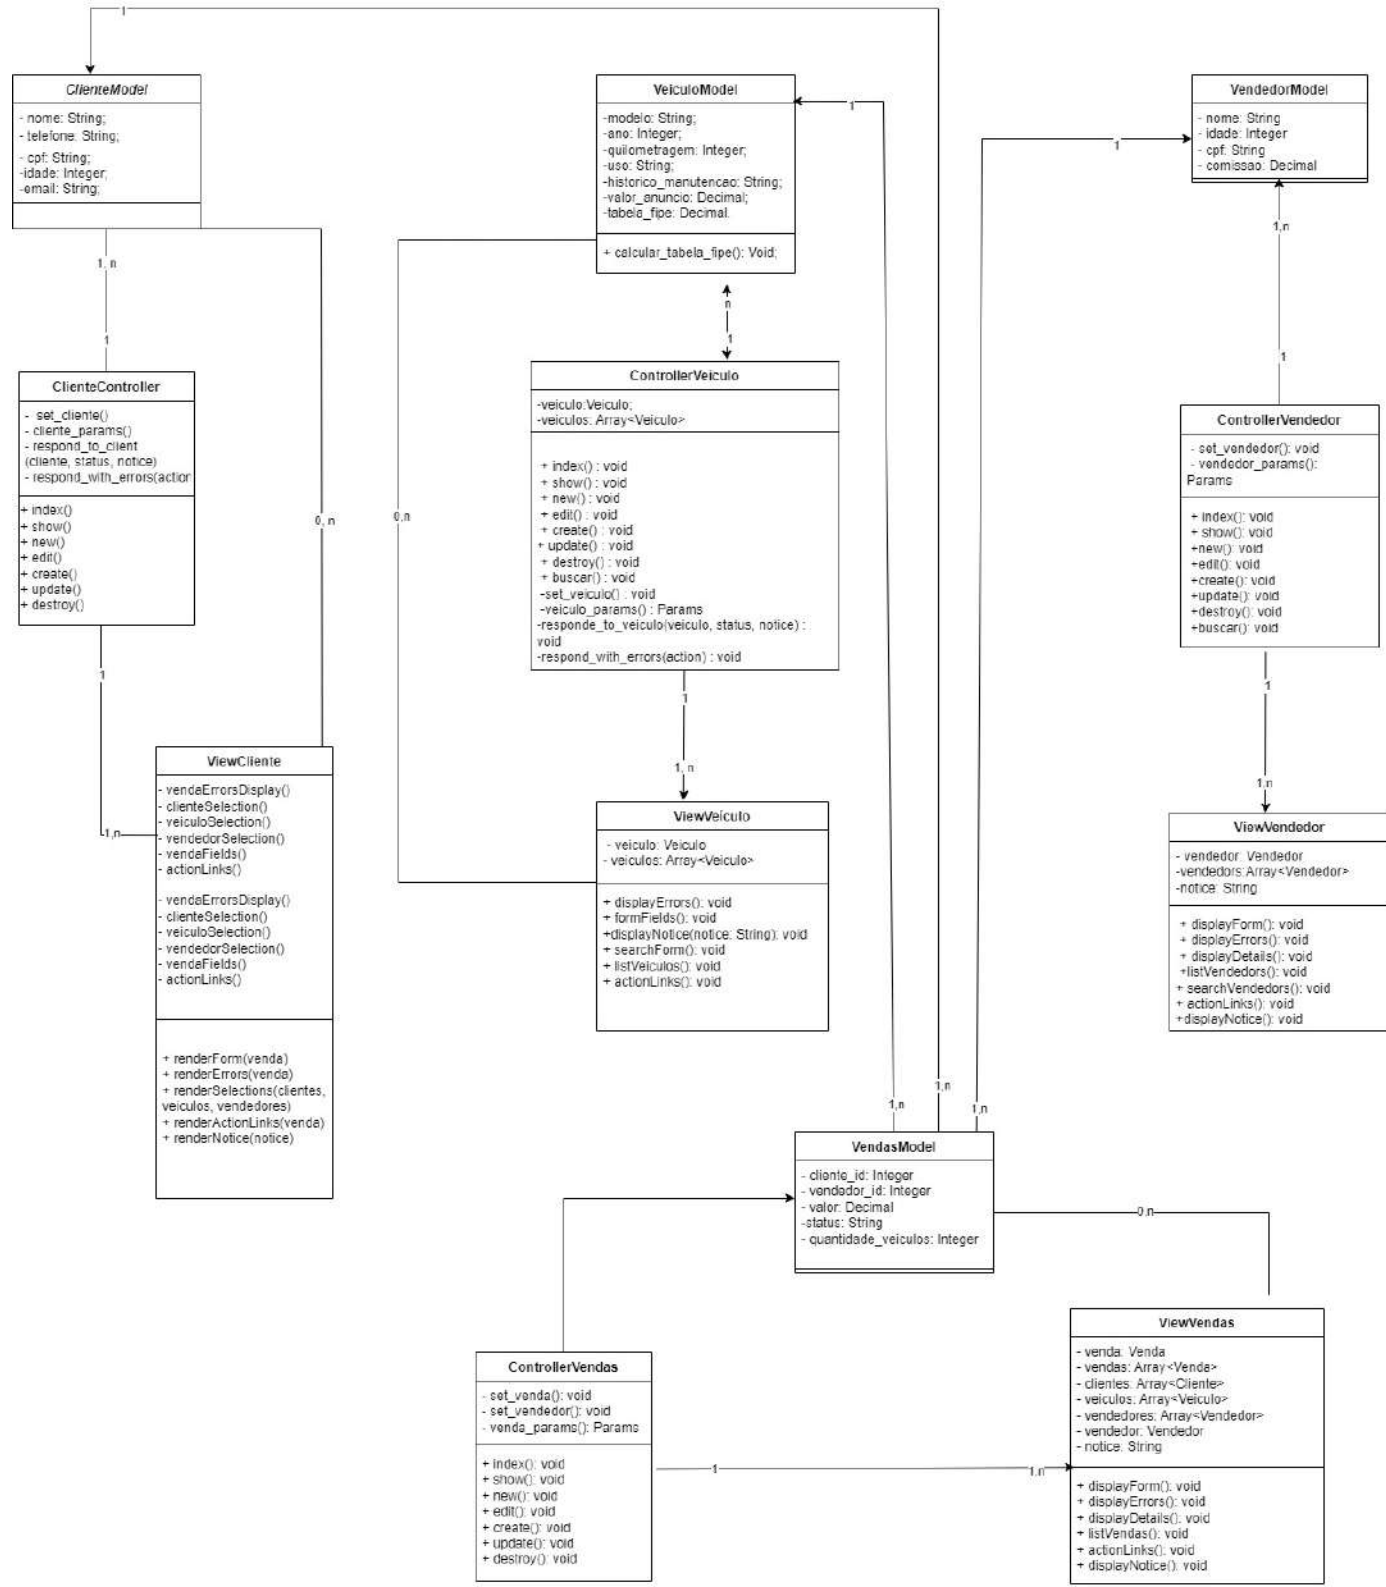 1
ClienteModel
- nome: String;
- telefone: String;
- cpf: String;
-idade: Integer;
-email: String;
VeiculoModel
-modelo: String;
-ano: Integer;
-quilometragem: Integer;
-uso: String;
-historico_manutencao: String;
-valor_anuncio: Decimal;
-tabela_fipe: Decimal.
+ calcular_tabela_fipe(): Void;
1
1
VendedorModel
- nome: String
- idade: Integer
- cpf: String
- comissao: Decimal
1, n
1
n
1
1,n
1
ClienteController
- set_cliente()
- cliente_params()
- respond_to_client
(cliente, status, notice)
- respond_with_errors(action
+ index()
+ show()
+ new()
+ edit()
+ create()
+ update()
+ destroy()
0, n
0,n
ControllerVeiculo
-veiculo:Veiculo;
-veiculos: Array<Veiculo>
+ index() : void
+ show() : void
+ new() : void
+ edit() : void
+ create() : void
+ update() : void
+ destroy() : void
+ buscar() : void
-set_veiculo() : void
-veiculo_params() : Params
-responde_to_veiculo(veiculo, status, notice) :
void
-respond_with_errors(action) : void
ControllerVendedor
- set_vendedor(): void
- vendedor_params():
Params
+ index(): void
+ show(): void
+new(): void
+edit(): void
+create(): void
+update(): void
+destroy(): void
+buscar(): void
1
1,n
1
1, n
1
1,n
ViewCliente
- vendaErrorsDisplay()
- clienteSelection()
- veiculoSelection()
- vendedorSelection()
- vendaFields()
- actionLinks()
- vendaErrorsDisplay()
- clienteSelection()
- veiculoSelection()
- vendedorSelection()
- vendaFields()
- actionLinks()
+ renderForm(venda)
+ renderErrors(venda)
+ renderSelections(clientes,
veiculos, vendedores)
+ renderActionLinks(venda)
+ renderNotice(notice)
ViewVeículo
- veiculo: Veiculo
- veiculos: Array<Veiculo>
+ displayErrors(): void
+ formFields(): void
+displayNotice(notice: String): void
+ searchForm(): void
+ listVeiculos(): void
+ actionLinks(): void
ViewVendedor
- vendedor: Vendedor
-vendedors:Array<Vendedor>
-notice: String
+ displayForm(): void
+ displayErrors(): void
+ displayDetails(): void
+listVendedors(): void
+ searchVendedors(): void
+ actionLinks(): void
+displayNotice(): void
1,n
1,n
1,n
VendasModel
- cliente_id: Integer
- vendedor_id: Integer
- valor: Decimal
-status: String
- quantidade_veiculos: Integer
0,n
ControllerVendas
- set_venda(): void
- set_vendedor(): void
- venda_params(): Params
+ index(): void
+ show(): void
+ new(): void
+ edit(): void
+ create(): void
+ update(): void
+ destroy(): void
1
1,n
ViewVendas
- venda: Venda
- vendas: Array<Venda>
- clientes: Array<Cliente>
- veiculos: Array<Veiculo>
- vendedores: Array<Vendedor>
- vendedor: Vendedor
- notice: String
+ displayForm(): void
+ displayErrors(): void
+ displayDetails(): void
+ listVendas(): void
+ actionLinks(): void
+ displayNotice(): void